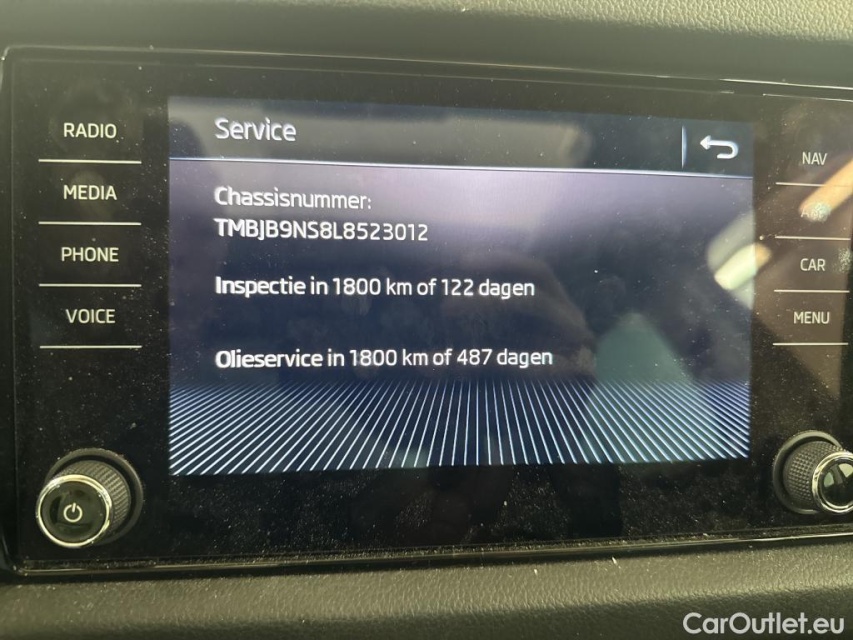 RADIO
MEDIA
PHONE
VOICE
Service
Chassisnummer:
TMBJB9NS8L8523012
Inspectie in 1800 km of 122 dagen
Olieservice in 1800 km of 487 dagen
NAV
APP
CAR
MENU
CarOutlet.eu